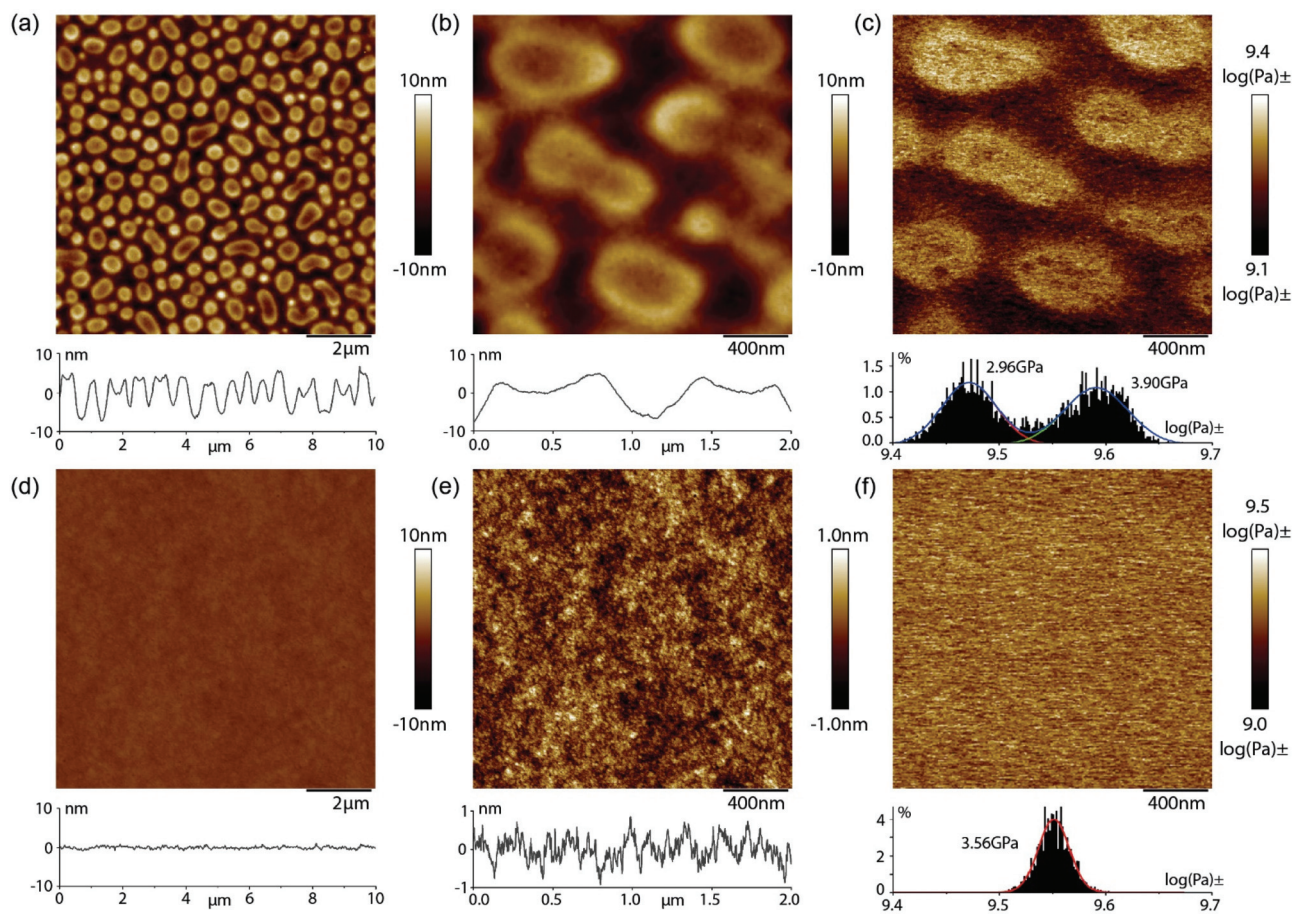 (a)
10nm
-10nm
2μm
10
nm
0
-10
0
2
4
6
8
10
μm
(b)
10nm
-10nm
400nm
10
nm
0
-10
0.0
0.5
1.0
1.5
2.0
μm
(c)
9.4
log(Pa)±
9.1
log(Pa)±
400nm
%
1.5
1.0
0.5
0.0
2.96GPa
3.90GPa
log(Pa)±
9.4
9.5
9.6
9.7
(d)
10nm
-10nm
2μm
10
nm
0
-10
0
2
4
6
8
10
μm
(e)
1.0nm
-1.0nm
400nm
1
nm
0
-1
0.0
0.5
1.0
1.5
2.0
μm
(f)
9.5
log(Pa)±
9.0
log(Pa)±
400nm
%
4
2
0
3.56GPa
log(Pa)±
9.4
9.5
9.6
9.7